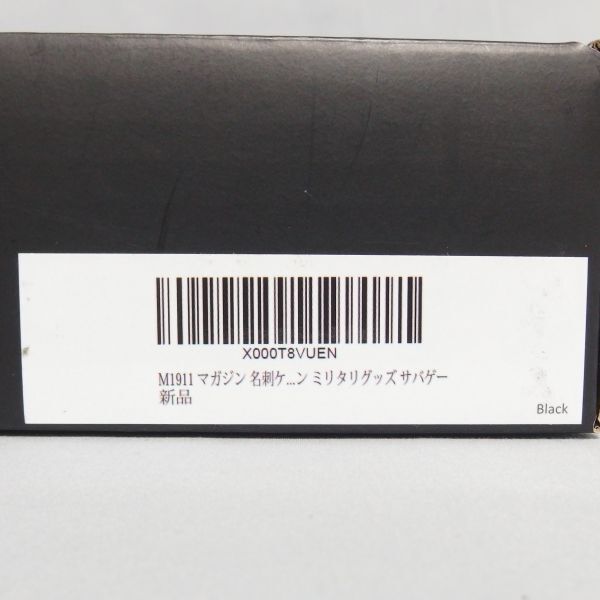 X000T8VUEN
M1911 マガジン 名刺ケ...ン ミリタリグッズ サバゲー
新品
Black